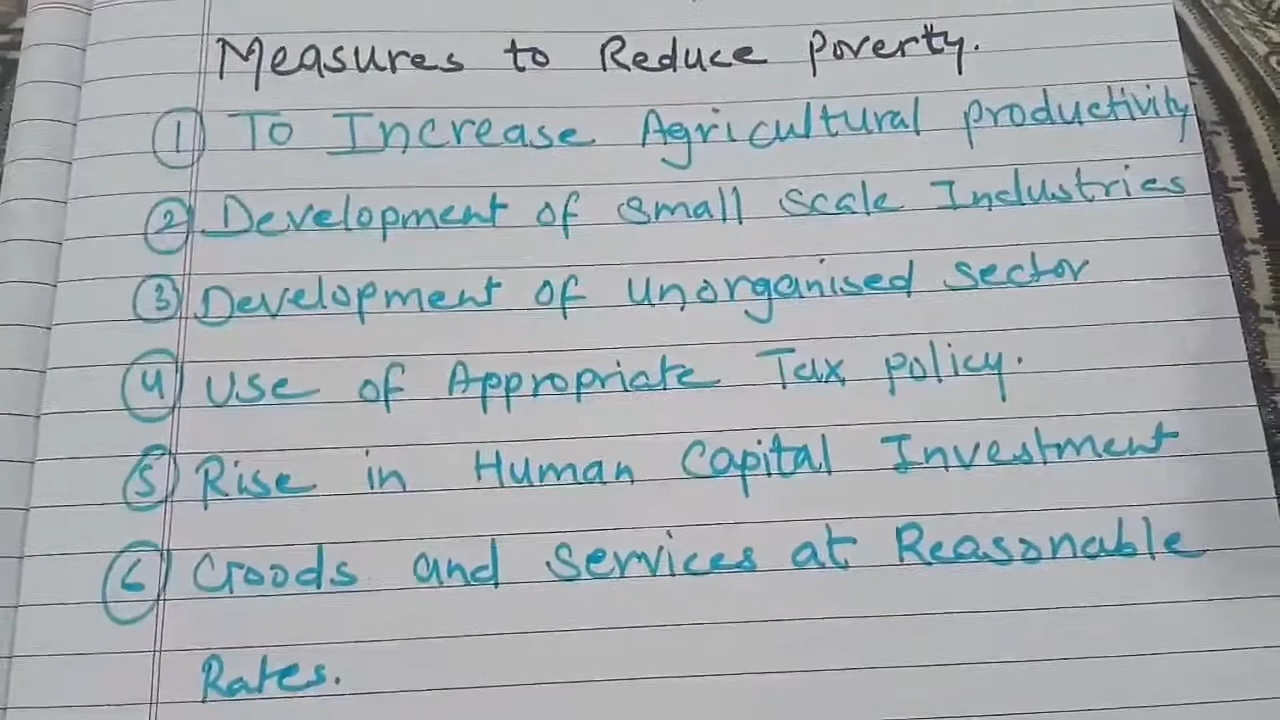 Measures to Reduce Poverty.
① To Increase Agricultural productivity
② Development of Small Scale Industries
③ Development of Unorganised Sector
④ Use of Appropriate Tax policy.
⑤ Rise in Human Capital Investment
⑥ Goods and Services at Reasonable
Rates.